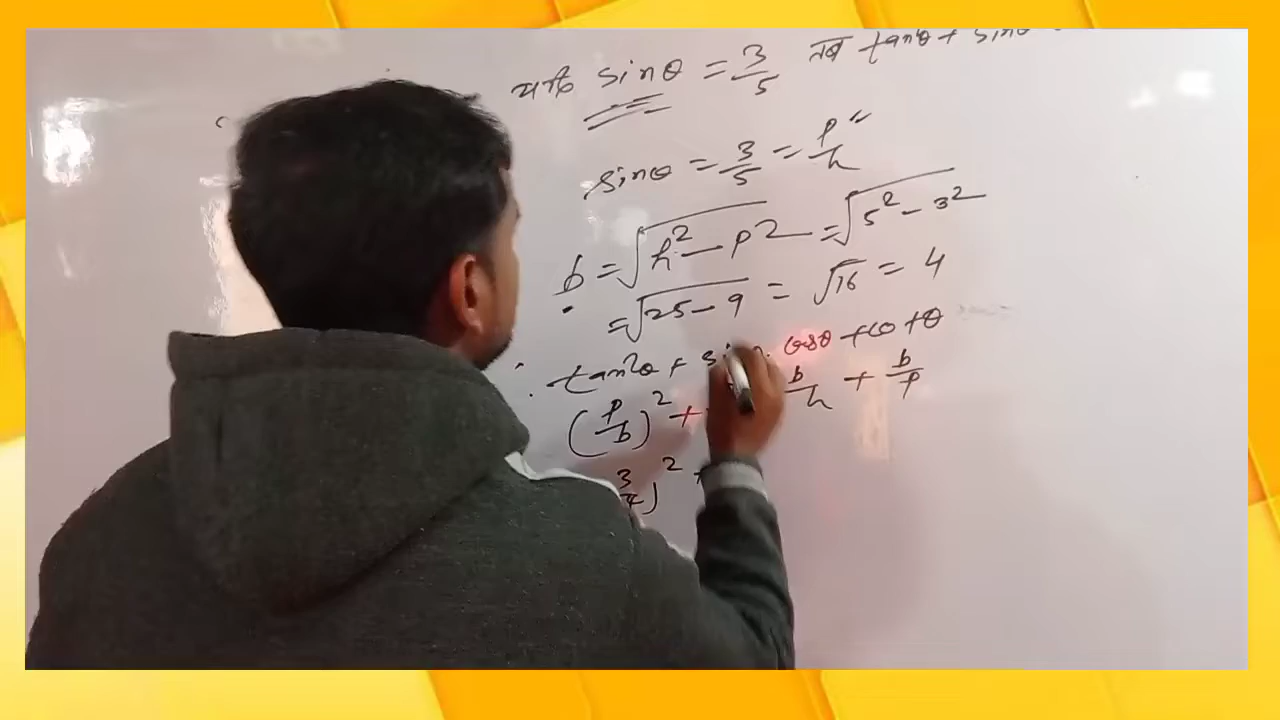 यदि sinθ = 3/5 तब tan²θ + sinθ
sinθ = 3/5 = p/h
b = √h² - p² = √5² - 3²
= √25 - 9 = √16 = 4
∴ tan²θ + cosθ + cotθ
(p/b)² + b/h + b/p
3/4)² +